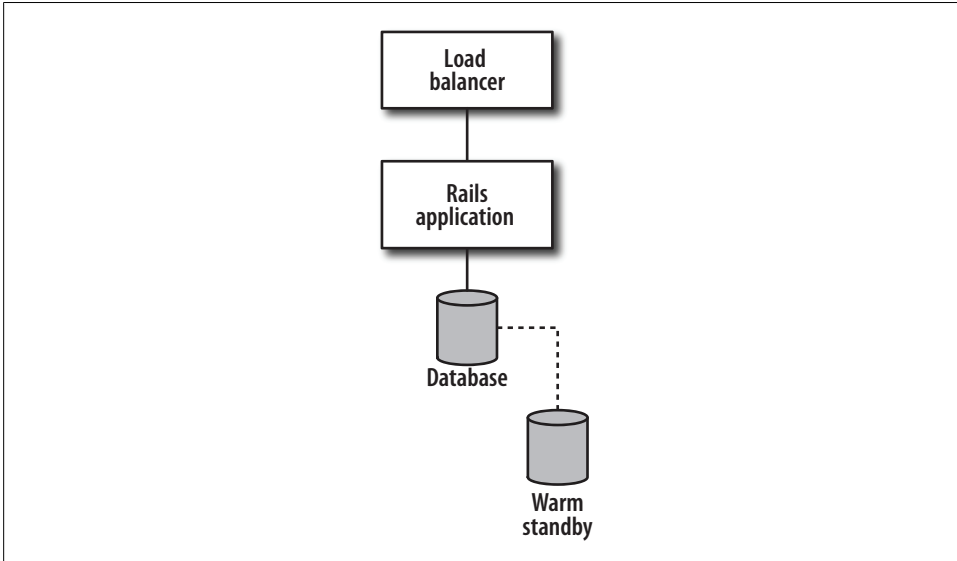 Load
balancer
Rails
application
Database
Warm
standby